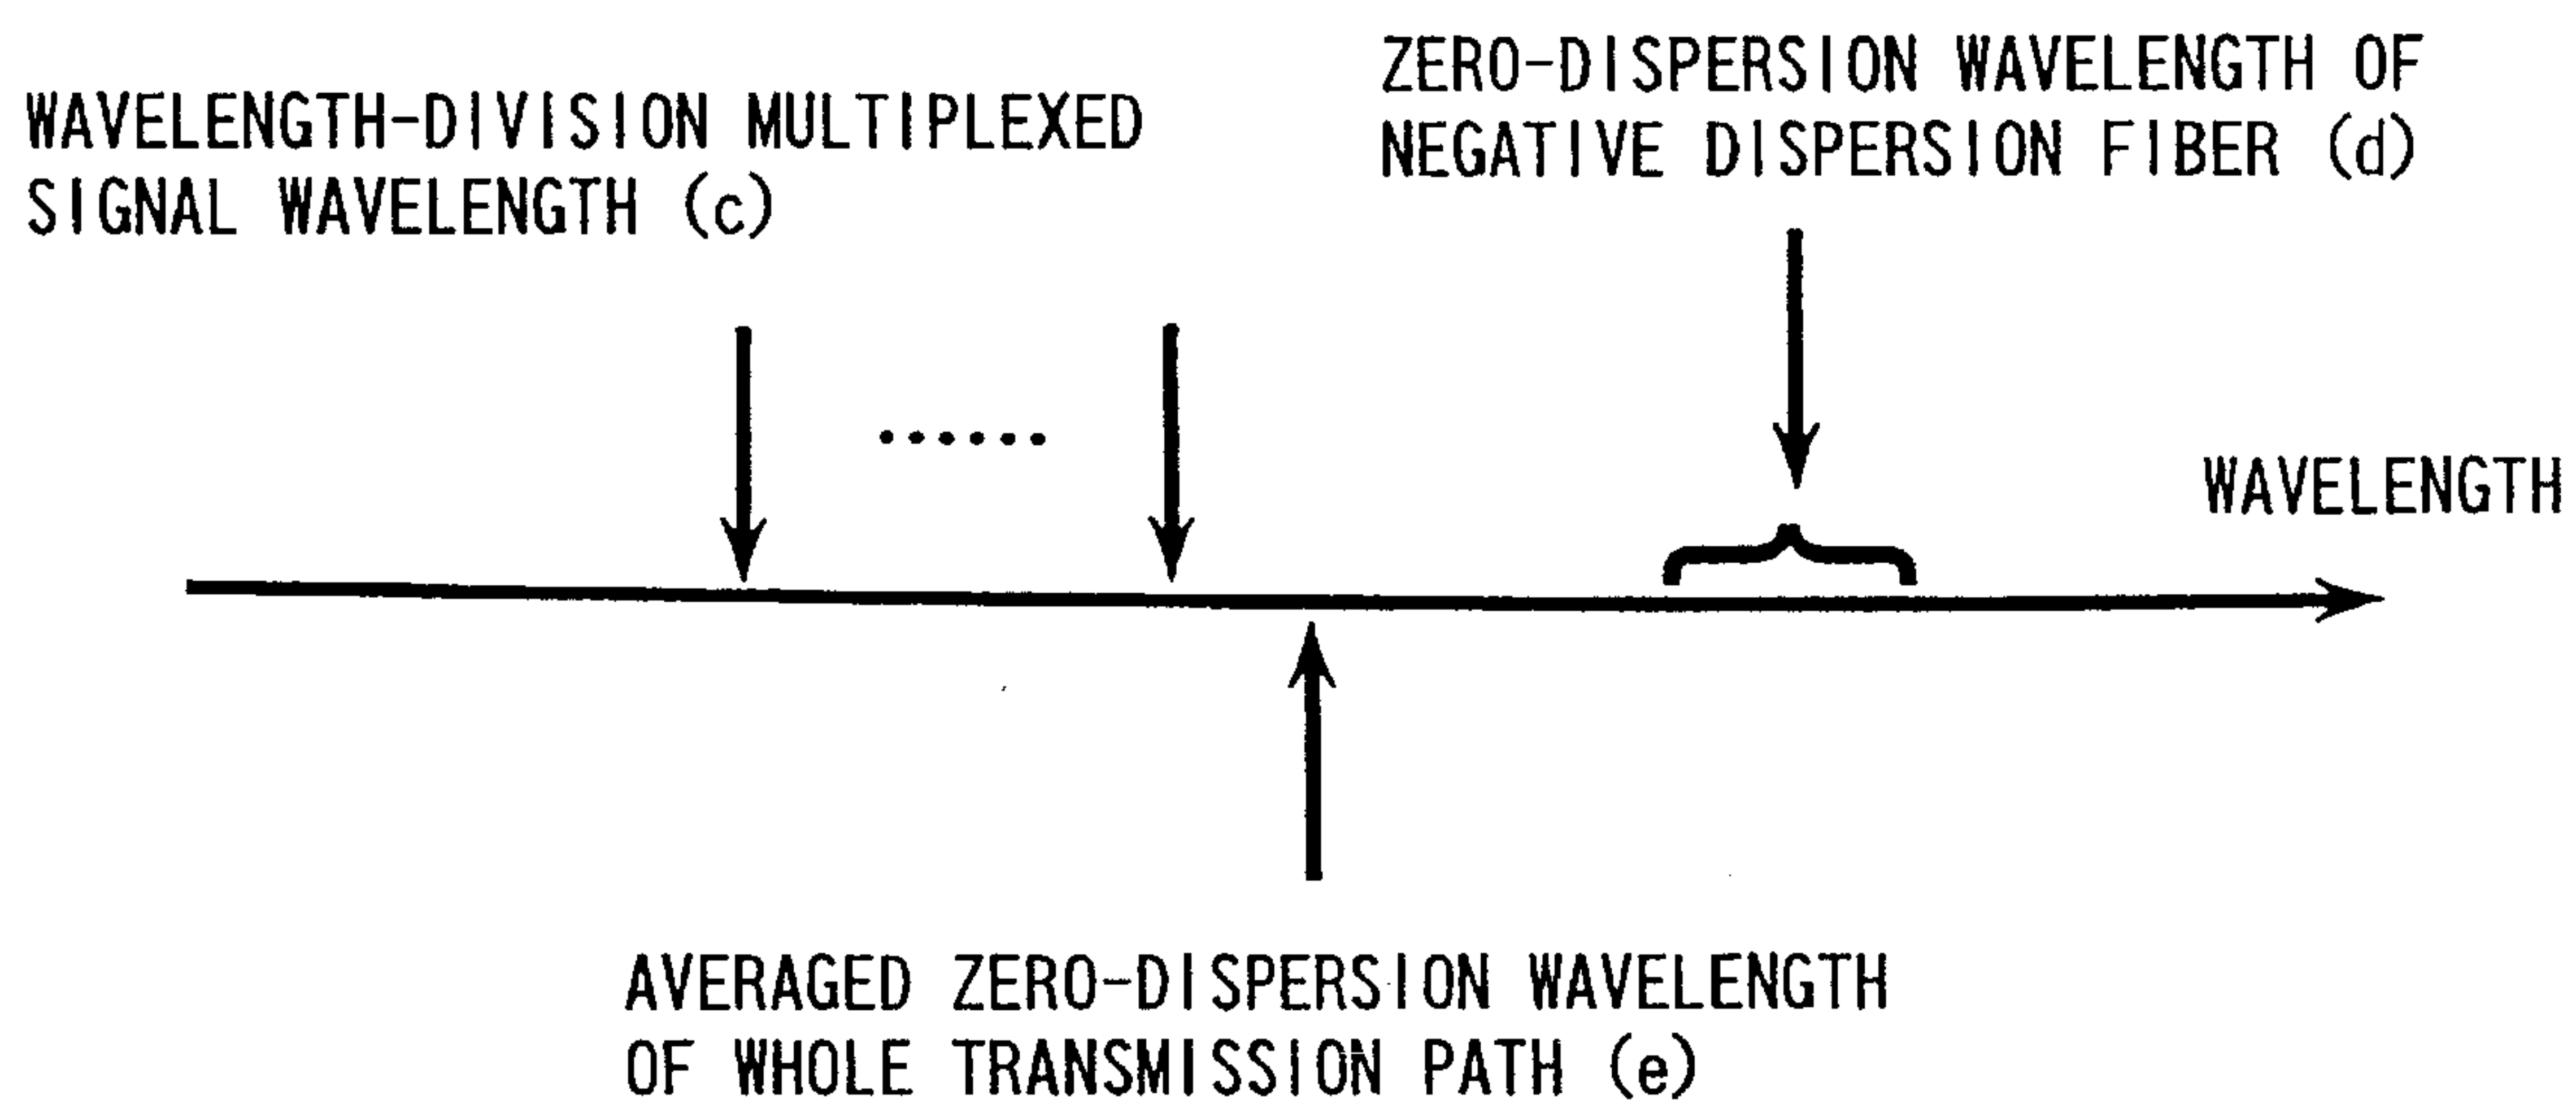 WAVELENGTH-DIVISION MULTIPLEXED
SIGNAL WAVELENGTH (c)
ZERO-DISPERSION WAVELENGTH OF
NEGATIVE DISPERSION FIBER (d)
WAVELENGTH
AVERAGED ZERO-DISPERSION WAVELENGTH
OF WHOLE TRANSMISSION PATH (e)